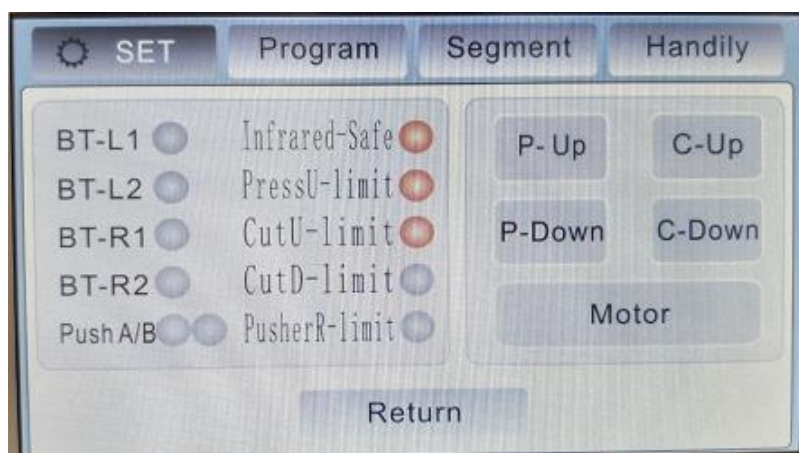 SET Program Segment Handily
BT-L1 Infrared-Safe P-Up C-Up
BT-L2 PressU-limit
BT-R1 CutU-limit P-Down C-Down
BT-R2 CutD-limit
Push A/B PusherR-limit Motor
Return